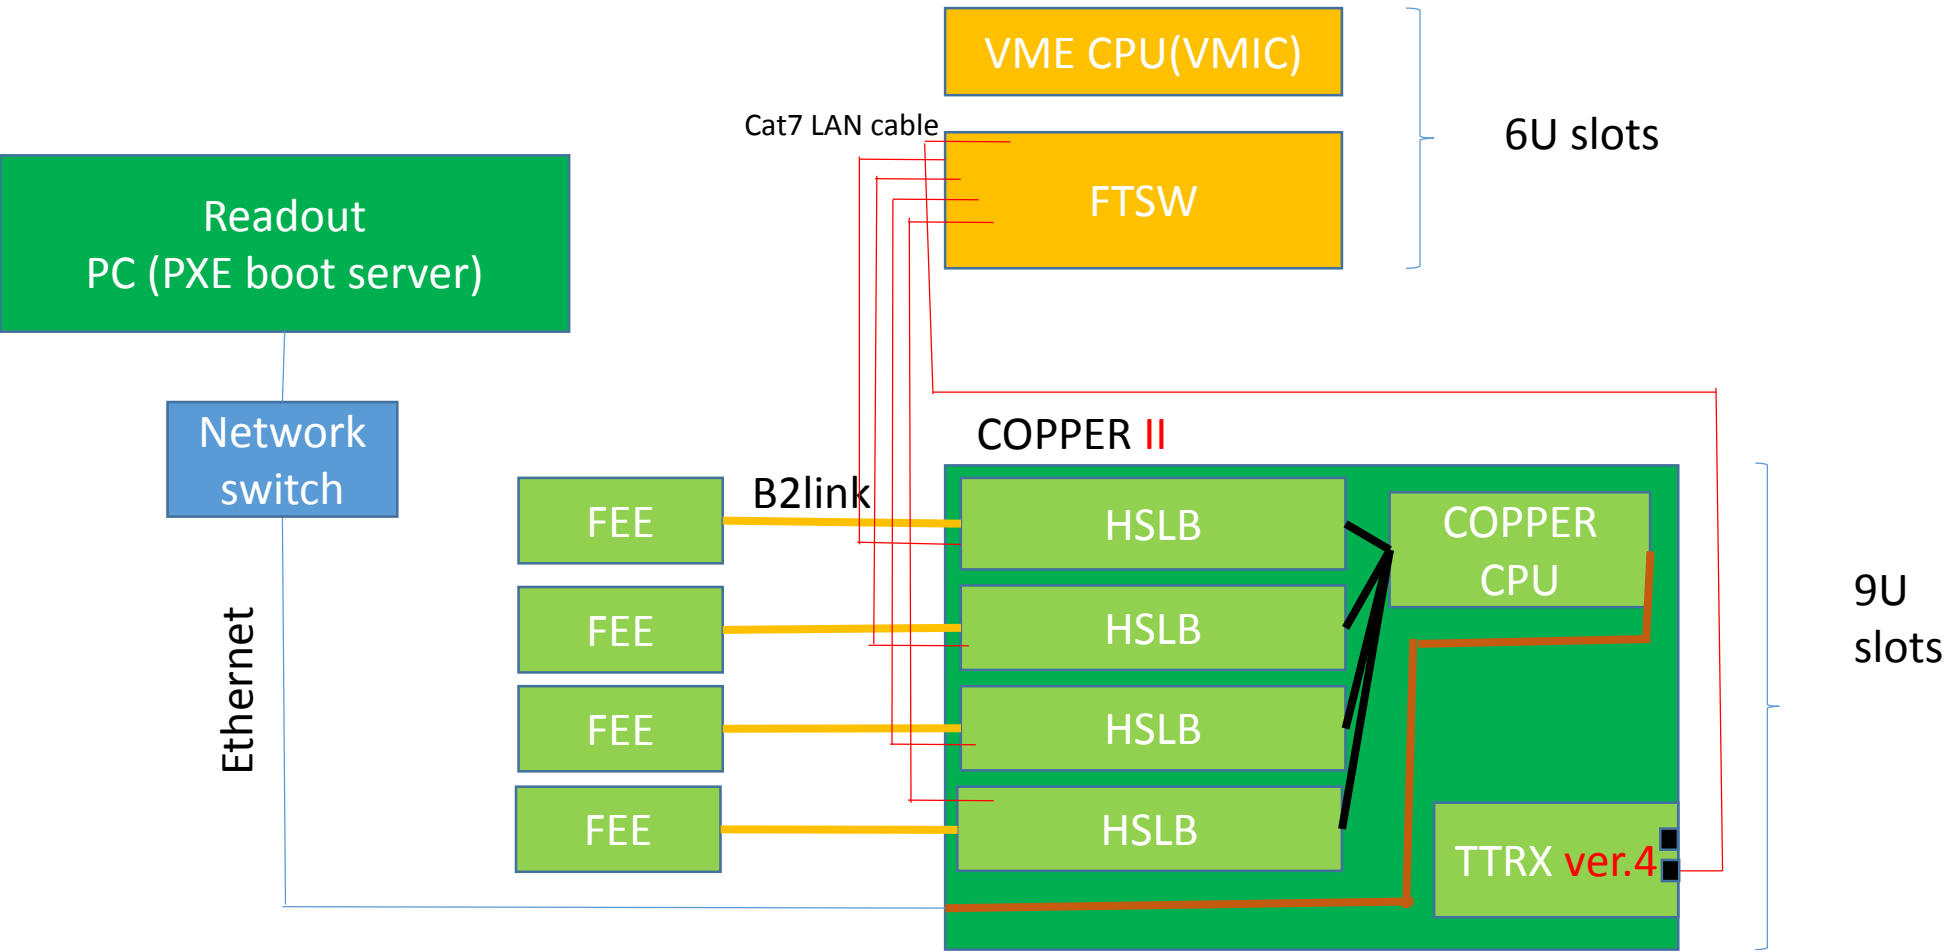 VME CPU(VMIC)
6U slots
Cat7 LAN cable
FTSW
Readout
PC (PXE boot server)
Network
switch
COPPER II
B2link
FEE
HSLB
COPPER
CPU
FEE
HSLB
9U
slots
Ethernet
FEE
HSLB
FEE
HSLB
TTRX ver.4